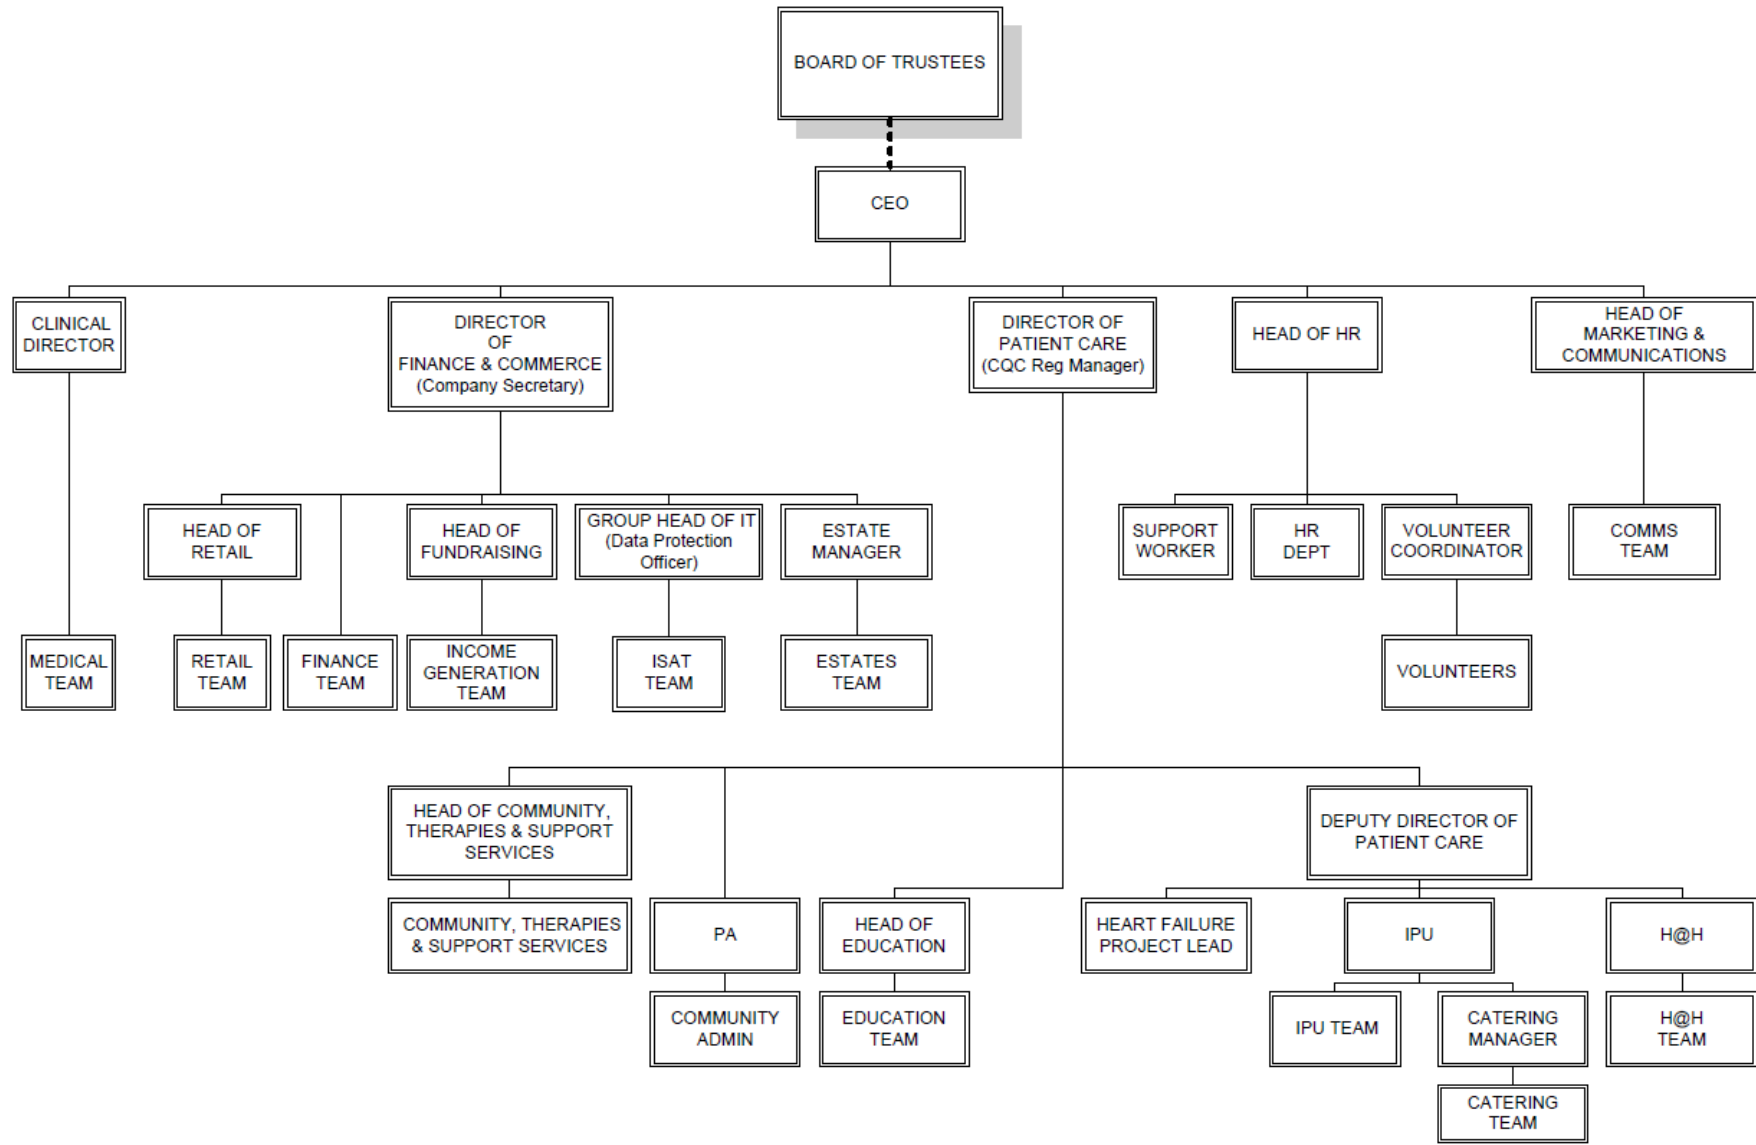 BOARD OF TRUSTEES
CEO
CLINICAL
DIRECTOR
DIRECTOR
OF
FINANCE & COMMERCE
(Company Secretary)
DIRECTOR OF
PATIENT CARE
(CQC Reg Manager)
HEAD OF HR
HEAD OF
MARKETING &
COMMUNICATIONS
HEAD OF
RETAIL
HEAD OF
FUNDRAISING
GROUP HEAD OF IT
(Data Protection
Officer)
ESTATE
MANAGER
SUPPORT
WORKER
HR
DEPT
VOLUNTEER
COORDINATOR
COMMS
TEAM
MEDICAL
TEAM
RETAIL
TEAM
FINANCE
TEAM
INCOME
GENERATION
TEAM
ISAT
TEAM
ESTATES
TEAM
VOLUNTEERS
HEAD OF COMMUNITY,
THERAPIES & SUPPORT
SERVICES
DEPUTY DIRECTOR OF
PATIENT CARE
COMMUNITY, THERAPIES
& SUPPORT SERVICES
PA
HEAD OF
EDUCATION
HEART FAILURE
PROJECT LEAD
IPU
H@H
COMMUNITY
ADMIN
EDUCATION
TEAM
IPU TEAM
CATERING
MANAGER
H@H
TEAM
CATERING
TEAM